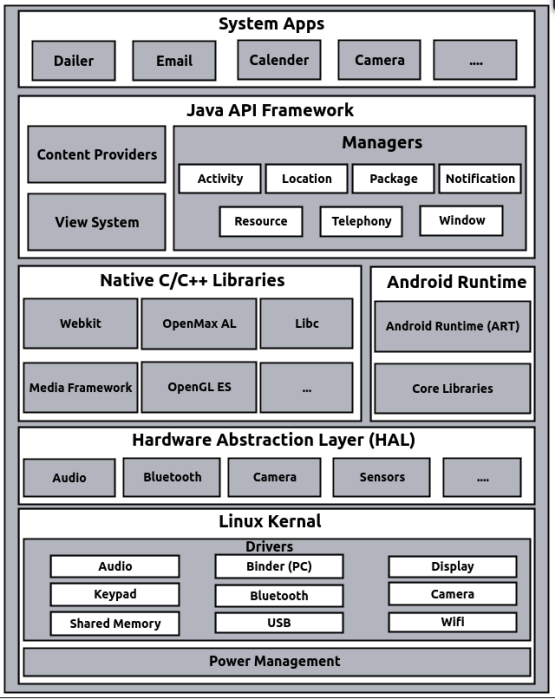 System Apps
Dailer
Email
Calender
Camera
....
Java API Framework
Content Providers
View System
Managers
Activity
Location
Package
Notification
Resource
Telephony
Window
Native C/C++ Libraries
Webkit
OpenMax AL
Libc
Media Framework
OpenGL ES
...
Android Runtime
Android Runtime (ART)
Core Libraries
Hardware Abstraction Layer (HAL)
Audio
Bluetooth
Camera
Sensors
....
Linux Kernal
Drivers
Audio
Binder (PC)
Display
Keypad
Bluetooth
Camera
Shared Memory
USB
Wifi
Power Management